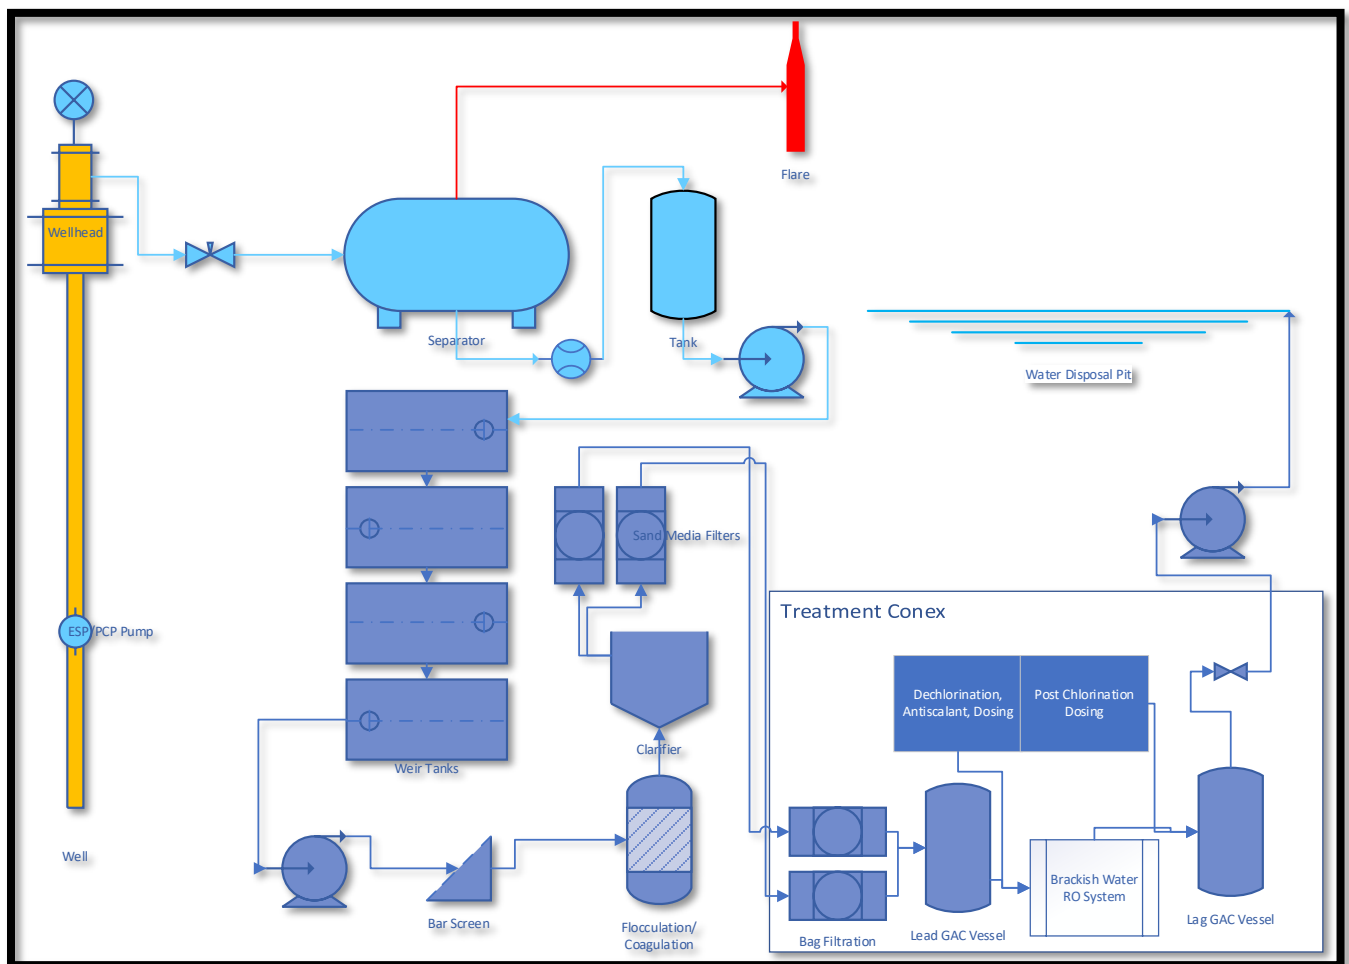 Flare
Wellhead
Separator
Tank
Water Disposal Pit
Sand Media Filters
Treatment Conex
ESP/PCP Pump
Dechlorination,
Antiscalant, Dosing
Post Chlorination
Dosing
Clarifier
Weir Tanks
Well
Brackish Water
RO System
Bar Screen
Flocculation/
Coagulation
Bag Filtration
Lead GAC Vessel
Lag GAC Vessel